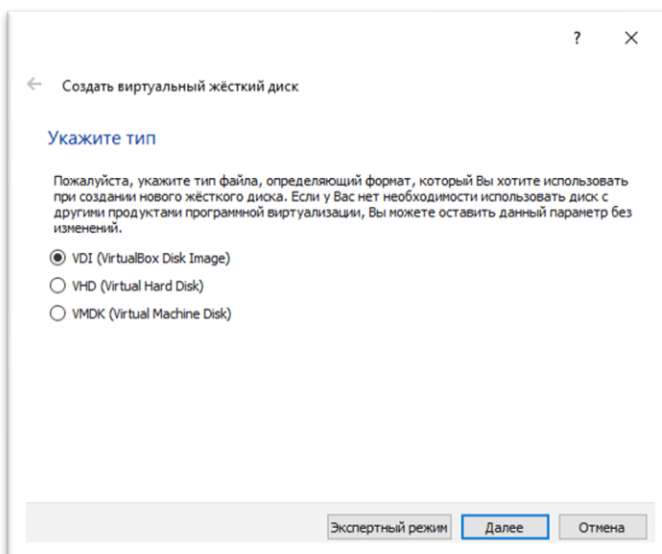 ?
Создать виртуальный жёсткий диск
Укажите тип
Пожалуйста, укажите тип файла, определяющий формат, который Вы хотите использовать
при создании нового жёсткого диска. Если у Вас нет необходимости использовать диск с
другими продуктами программной виртуализации, Вы можете оставить данный параметр без
изменений.
VDI (VirtualBox Disk Image)
VHD (Virtual Hard Disk)
VMDK (Virtual Machine Disk)
Экспертный режим Далее Отмена